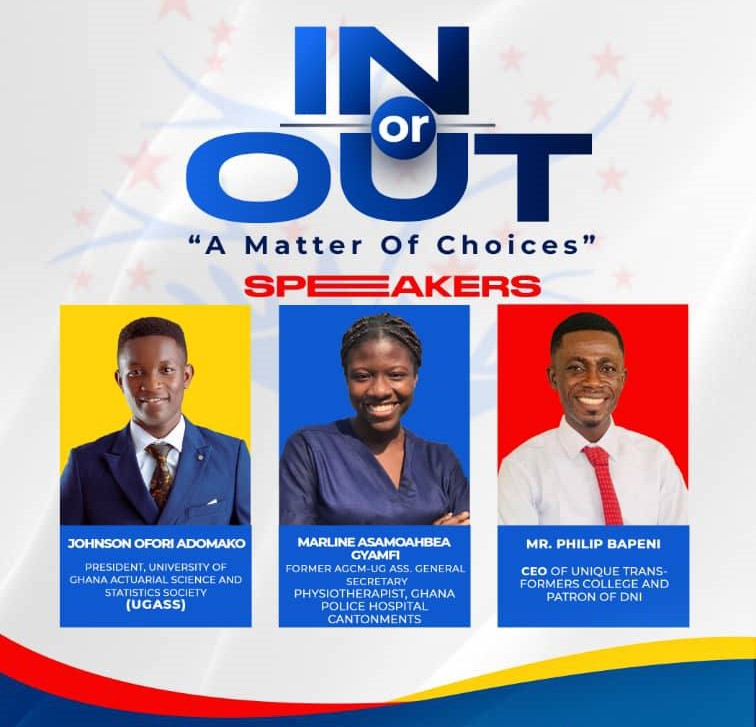 IN
or
OUT
“A Matter Of Choices”
SPEAKERS
JOHNSON OFORI ADOMAKO
PRESIDENT, UNIVERSITY OF
GHANA ACTUARIAL SCIENCE AND
STATISTICS SOCIETY
(UGASS)
MARLINE ASAMOAHBEA
GYAMFI
FORMER AGCM-UG ASS. GENERAL
SECRETARY
PHYSIOTHERAPIST, GHANA
POLICE HOSPITAL
CANTONMENTS
MR. PHILIP BAPENI
CEO OF UNIQUE TRANS-
FORMERS COLLEGE AND
PATRON OF DNI